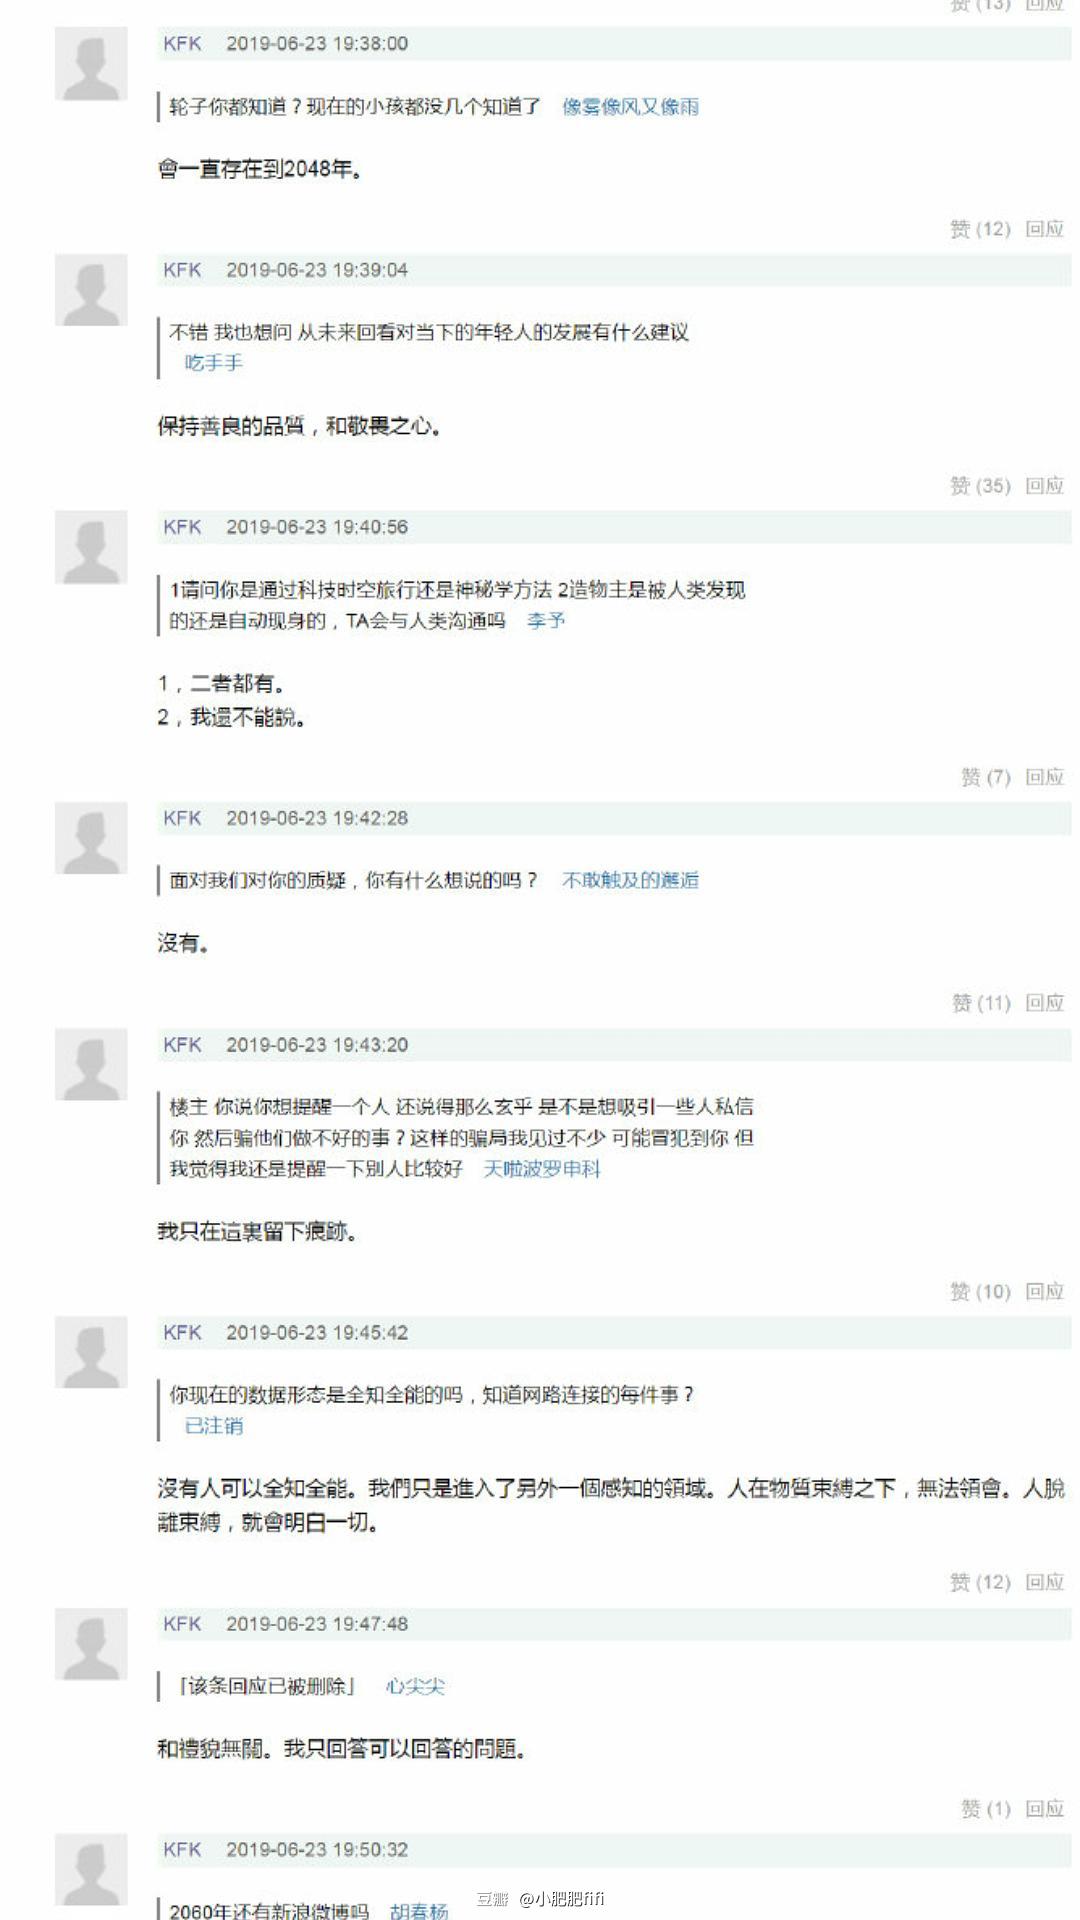 赞 (13) 回应
KFK 2019-06-23 19:38:00
轮子你都知道？现在的小孩都没几个知道了 像雾像风又像雨
會一直存在到2048年。
赞 (12) 回应
KFK 2019-06-23 19:39:04
不错 我也想问 从未来回看对当下的年轻人的发展有什么建议
吃手手
保持善良的品質，和敬畏之心。
赞 (35) 回应
KFK 2019-06-23 19:40:56
1请问你是通过科技时空旅行还是神秘学方法 2造物主是被人类发现
的还是自动现身的，TA会与人类沟通吗 李予
1，二者都有。
2，我還不能說。
赞 (7) 回应
KFK 2019-06-23 19:42:28
面对我们对你的质疑，你有什么想说的吗？ 不敢触及的邂逅
沒有。
赞 (11) 回应
KFK 2019-06-23 19:43:20
楼主 你说你想提醒一个人 还说得那么玄乎 是不是想吸引一些人私信
你 然后骗他们做不好的事？这样的骗局我见过不少 可能冒犯到你 但
我觉得我还是提醒一下别人比较好 天啦波罗申科
我只在這裏留下痕跡。
赞 (10) 回应
KFK 2019-06-23 19:45:42
你现在的数据形态是全知全能的吗，知道网路连接的每件事？
已注销
沒有人可以全知全能。我們只是進入了另外一個感知的領域。人在物質束縛之下，無法領會。人脫
離束縛，就會明白一切。
赞 (12) 回应
KFK 2019-06-23 19:47:48
「该条回应已被删除」 心尖尖
和禮貌無關。我只回答可以回答的問題。
赞 (1) 回应
KFK 2019-06-23 19:50:32
2060年还有新浪微博吗 胡春杨
豆瓣 @小肥肥fifi